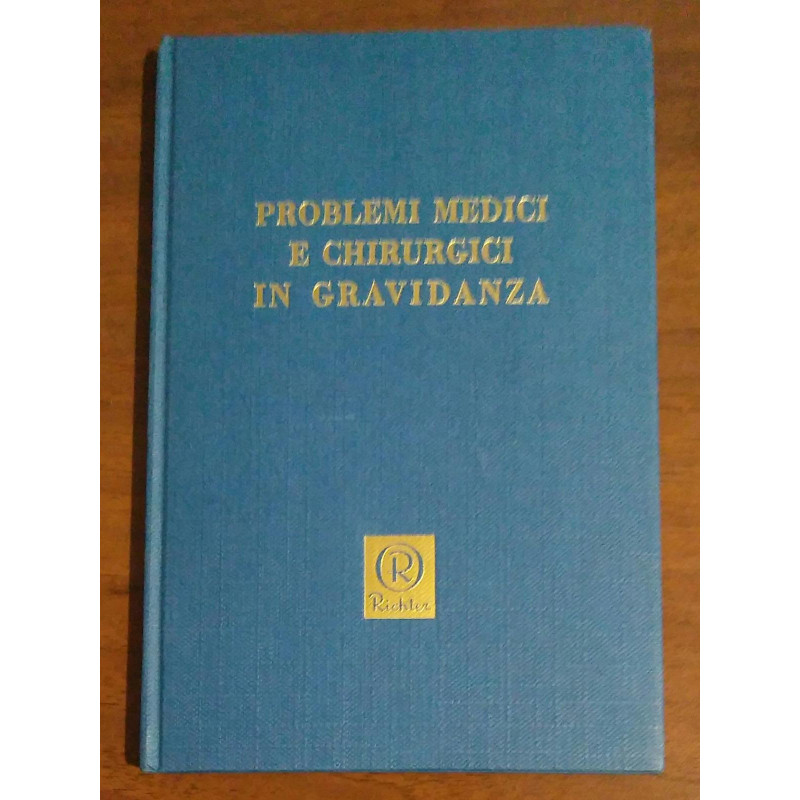 PROBLEMI MEDICI
E CHIRURGICI
IN GRAVIDANZA
R
Richter